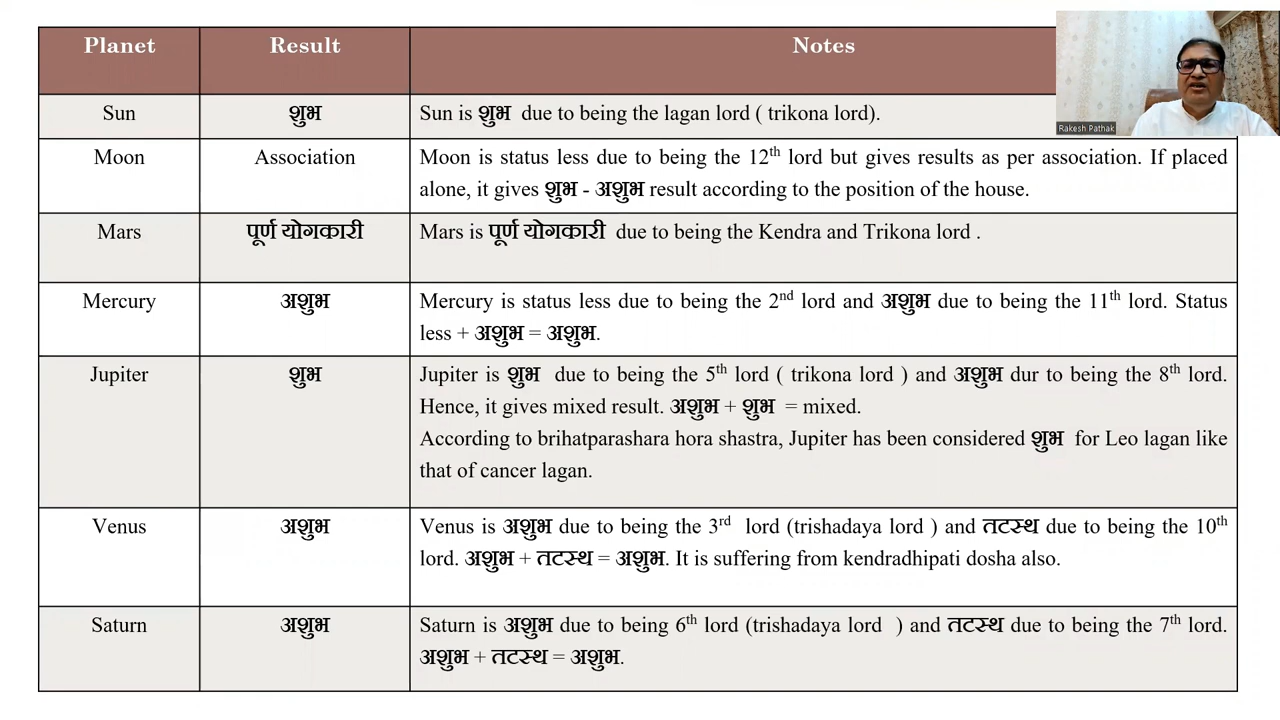 Planet Result Notes
Rakesh Pathak
Sun शुभ Sun is शुभ due to being the lagan lord ( trikona lord).
Moon Association Moon is status less due to being the 12th lord but gives results as per association. If placed
alone, it gives शुभ - अशुभ result according to the position of the house.
Mars पूर्ण योगकारी Mars is पूर्ण योगकारी due to being the Kendra and Trikona lord .
Mercury अशुभ Mercury is status less due to being the 2nd lord and अशुभ due to being the 11th lord. Status
less + अशुभ = अशुभ.
Jupiter शुभ Jupiter is शुभ due to being the 5th lord ( trikona lord ) and अशुभ dur to being the 8th lord.
Hence, it gives mixed result. अशुभ + शुभ = mixed.
According to brihatparashara hora shastra, Jupiter has been considered शुभ for Leo lagan like
that of cancer lagan.
Venus अशुभ Venus is अशुभ due to being the 3rd lord (trishadaya lord ) and तटस्थ due to being the 10th
lord. अशुभ + तटस्थ = अशुभ. It is suffering from kendradhipati dosha also.
Saturn अशुभ Saturn is अशुभ due to being 6th lord (trishadaya lord ) and तटस्थ due to being the 7th lord.
अशुभ + तटस्थ = अशुभ.